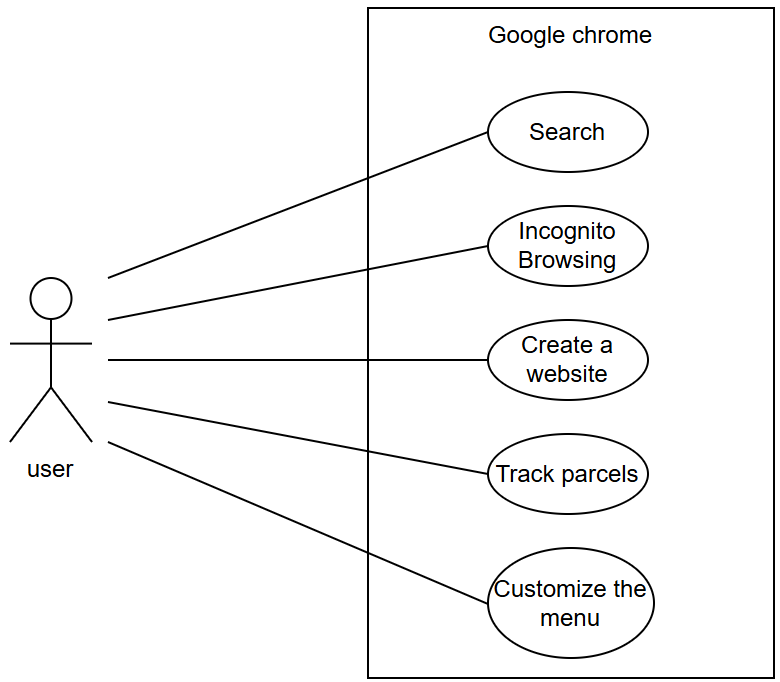 Google chrome
Search
Incognito
Browsing
Create a
website
Track parcels
Customize the
menu
user